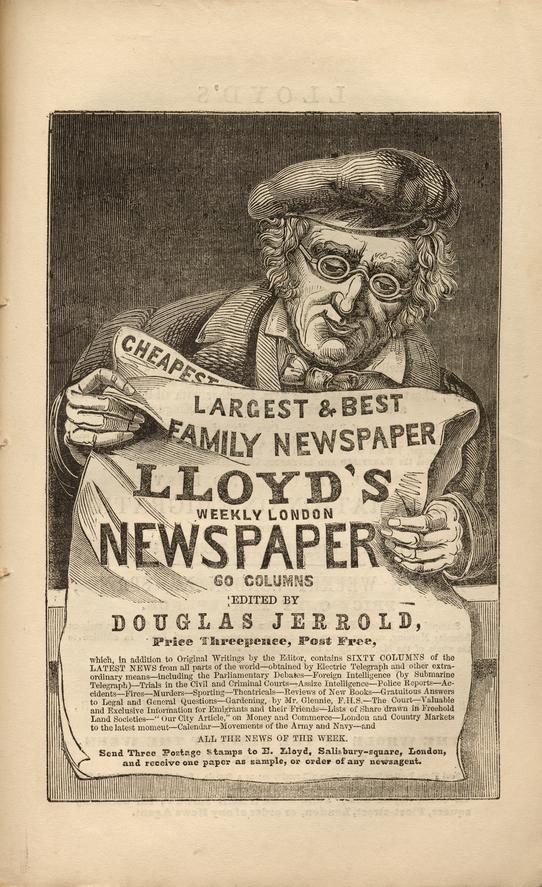 LLOYD'S
CHEAPEST
LARGEST & BEST
FAMILY NEWSPAPER
LLOYD'S
WEEKLY LONDON
NEWSPAPER
60 COLUMNS
EDITED BY
DOUGLAS JERROLD,
Price Threepence, Post Free,
which, in addition to Original Writings by the Editor, contains SIXTY COLUMNS of the
LATEST NEWS from all parts of the world—obtained by Electric Telegraph and other extra-
ordinary means—including the Parliamentary Debates—Foreign Intelligence (by Submarine
Telegraph)—Trials in the Civil and Criminal Courts—Assize Intelligence—Police Reports—Ac-
cidents—Fires—Murders—Sporting—Theatricals—Reviews of New Books—Gratuitous Answers
to Legal and General Questions—Gardening, by Mr. Glennie, F.H.S.—The Court—Valuable
and Exclusive Information for Emigrants and their Friends—Lists of Share drawn in Freehold
Land Societies—"Our City Article," on Money and Commerce—London and Country Markets
to the latest moment—Calendar—Movements of the Army and Navy—and
ALL THE NEWS OF THE WEEK.
Send Three Postage Stamps to E. Lloyd, Salisbury-square, London,
and receive one paper as sample, or order of any newsagent.